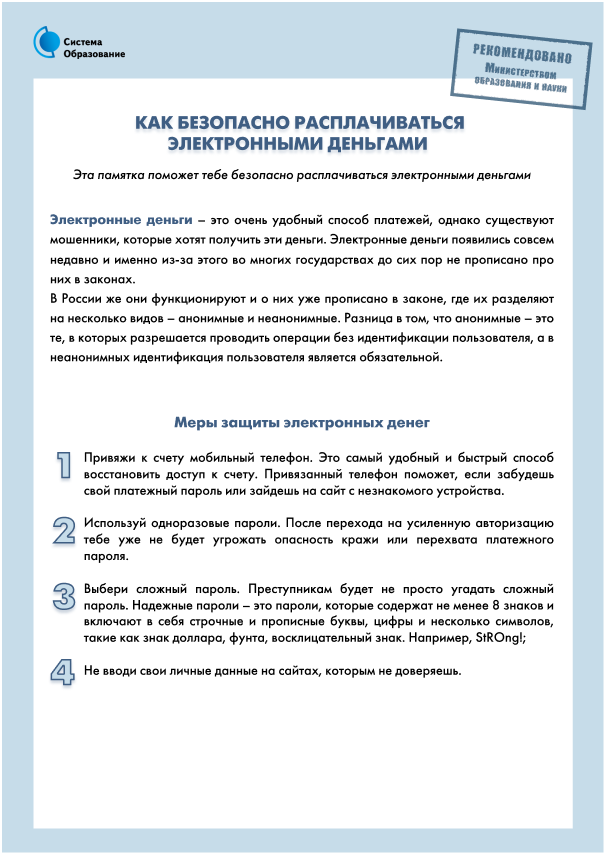 Система
Образование
РЕКОМЕНДОВАНО
Министерством
образования и науки
КАК БЕЗОПАСНО РАСПЛАЧИВАТЬСЯ
ЭЛЕКТРОННЫМИ ДЕНЬГАМИ
Эта памятка поможет тебе безопасно расплачиваться электронными деньгами
Электронные деньги – это очень удобный способ платежей, однако существуют
мошенники, которые хотят получить эти деньги. Электронные деньги появились совсем
недавно и именно из-за этого во многих государствах до сих пор не прописано про
них в законах.
В России же они функционируют и о них уже прописано в законе, где их разделяют
на несколько видов – анонимные и неанонимные. Разница в том, что анонимные – это
те, в которых разрешается проводить операции без идентификации пользователя, а в
неанонимных идентификация пользователя является обязательной.
Меры защиты электронных денег
1 Привяжи к счету мобильный телефон. Это самый удобный и быстрый способ
восстановить доступ к счету. Привязанный телефон поможет, если забудешь
свой платежный пароль или зайдешь на сайт с незнакомого устройства.
2 Используй одноразовые пароли. После перехода на усиленную авторизацию
тебе уже не будет угрожать опасность кражи или перехвата платежного
пароля.
3 Выбери сложный пароль. Преступникам будет не просто угадать сложный
пароль. Надежные пароли – это пароли, которые содержат не менее 8 знаков и
включают в себя строчные и прописные буквы, цифры и несколько символов,
такие как знак доллара, фунта, восклицательный знак. Например, StROng!;
4 Не вводи свои личные данные на сайтах, которым не доверяешь.